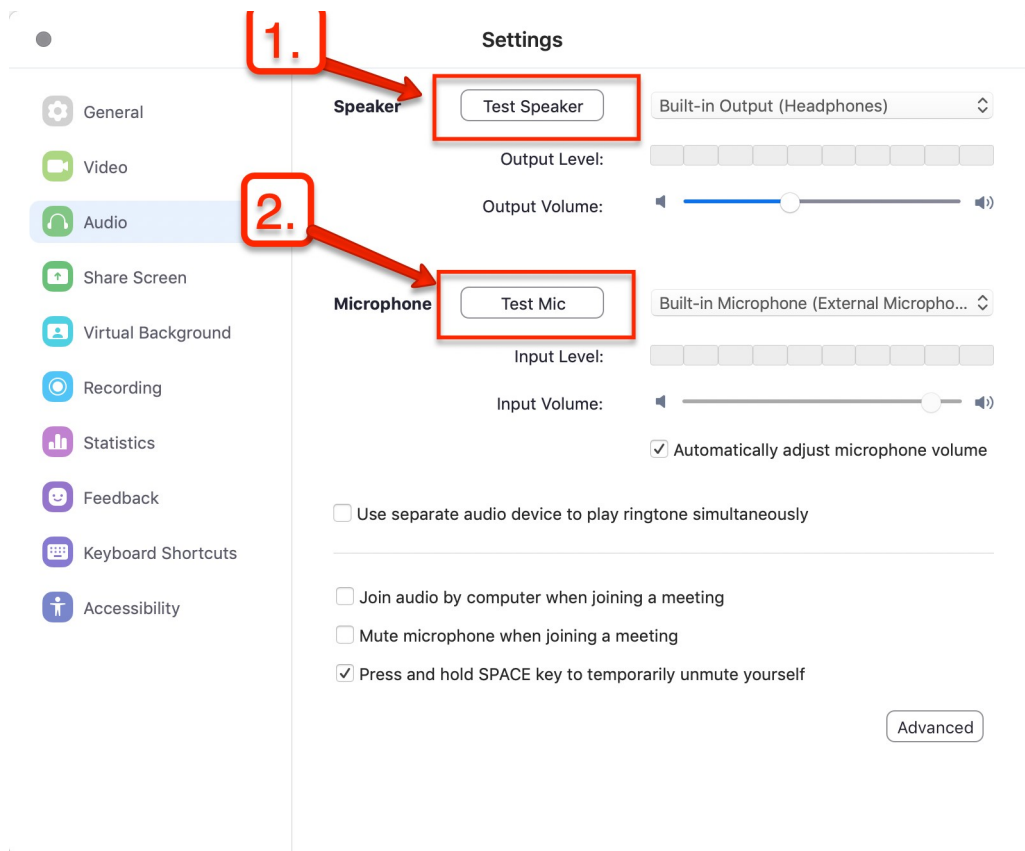 1.
Settings
General
Video
Audio
Share Screen
Virtual Background
Recording
Statistics
Feedback
Keyboard Shortcuts
Accessibility
Speaker Test Speaker Built-in Output (Headphones)
Output Level:
Output Volume:
2.
Microphone Test Mic Built-in Microphone (External Micropho...
Input Level:
Input Volume:
Automatically adjust microphone volume
Use separate audio device to play ringtone simultaneously
Join audio by computer when joining a meeting
Mute microphone when joining a meeting
Press and hold SPACE key to temporarily unmute yourself
Advanced